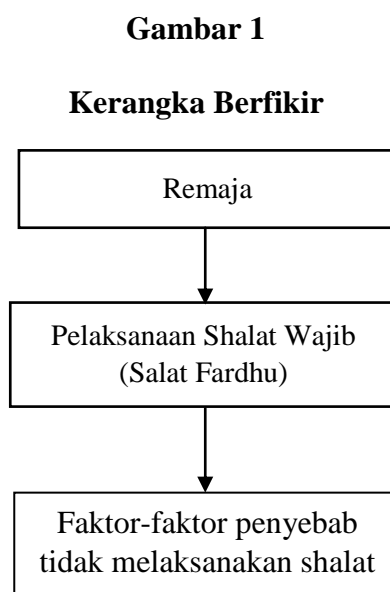 Gambar 1
Kerangka Berfikir
Remaja
Pelaksanaan Shalat Wajib
(Salat Fardhu)
Faktor-faktor penyebab
tidak melaksanakan shalat